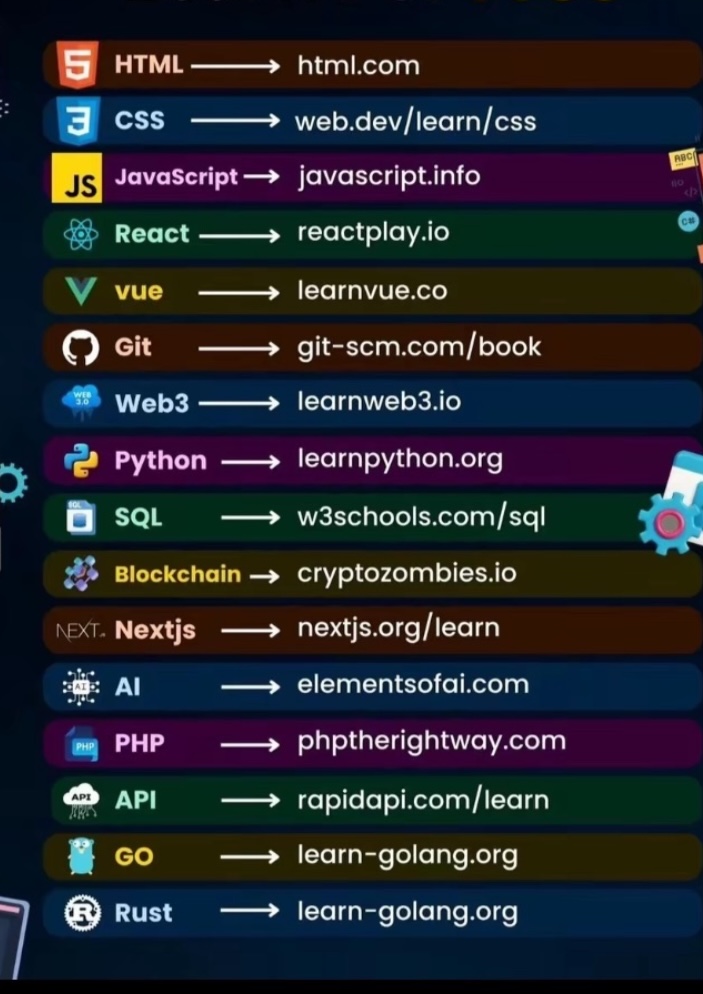 HTML html.com
CSS web.dev/learn/css
JS JavaScript javascript.info
React reactplay.io
vue learnvue.co
Git git-scm.com/book
WEB 3.0 Web3 learnweb3.io
Python learnpython.org
SQL SQL w3schools.com/sql
Blockchain cryptozombies.io
NEXT.JS Nextjs nextjs.org/learn
AI AI elementsofai.com
PHP PHP phptherightway.com
API API rapidapi.com/learn
GO learn-golang.org
R Rust learn-golang.org
ABC
C#